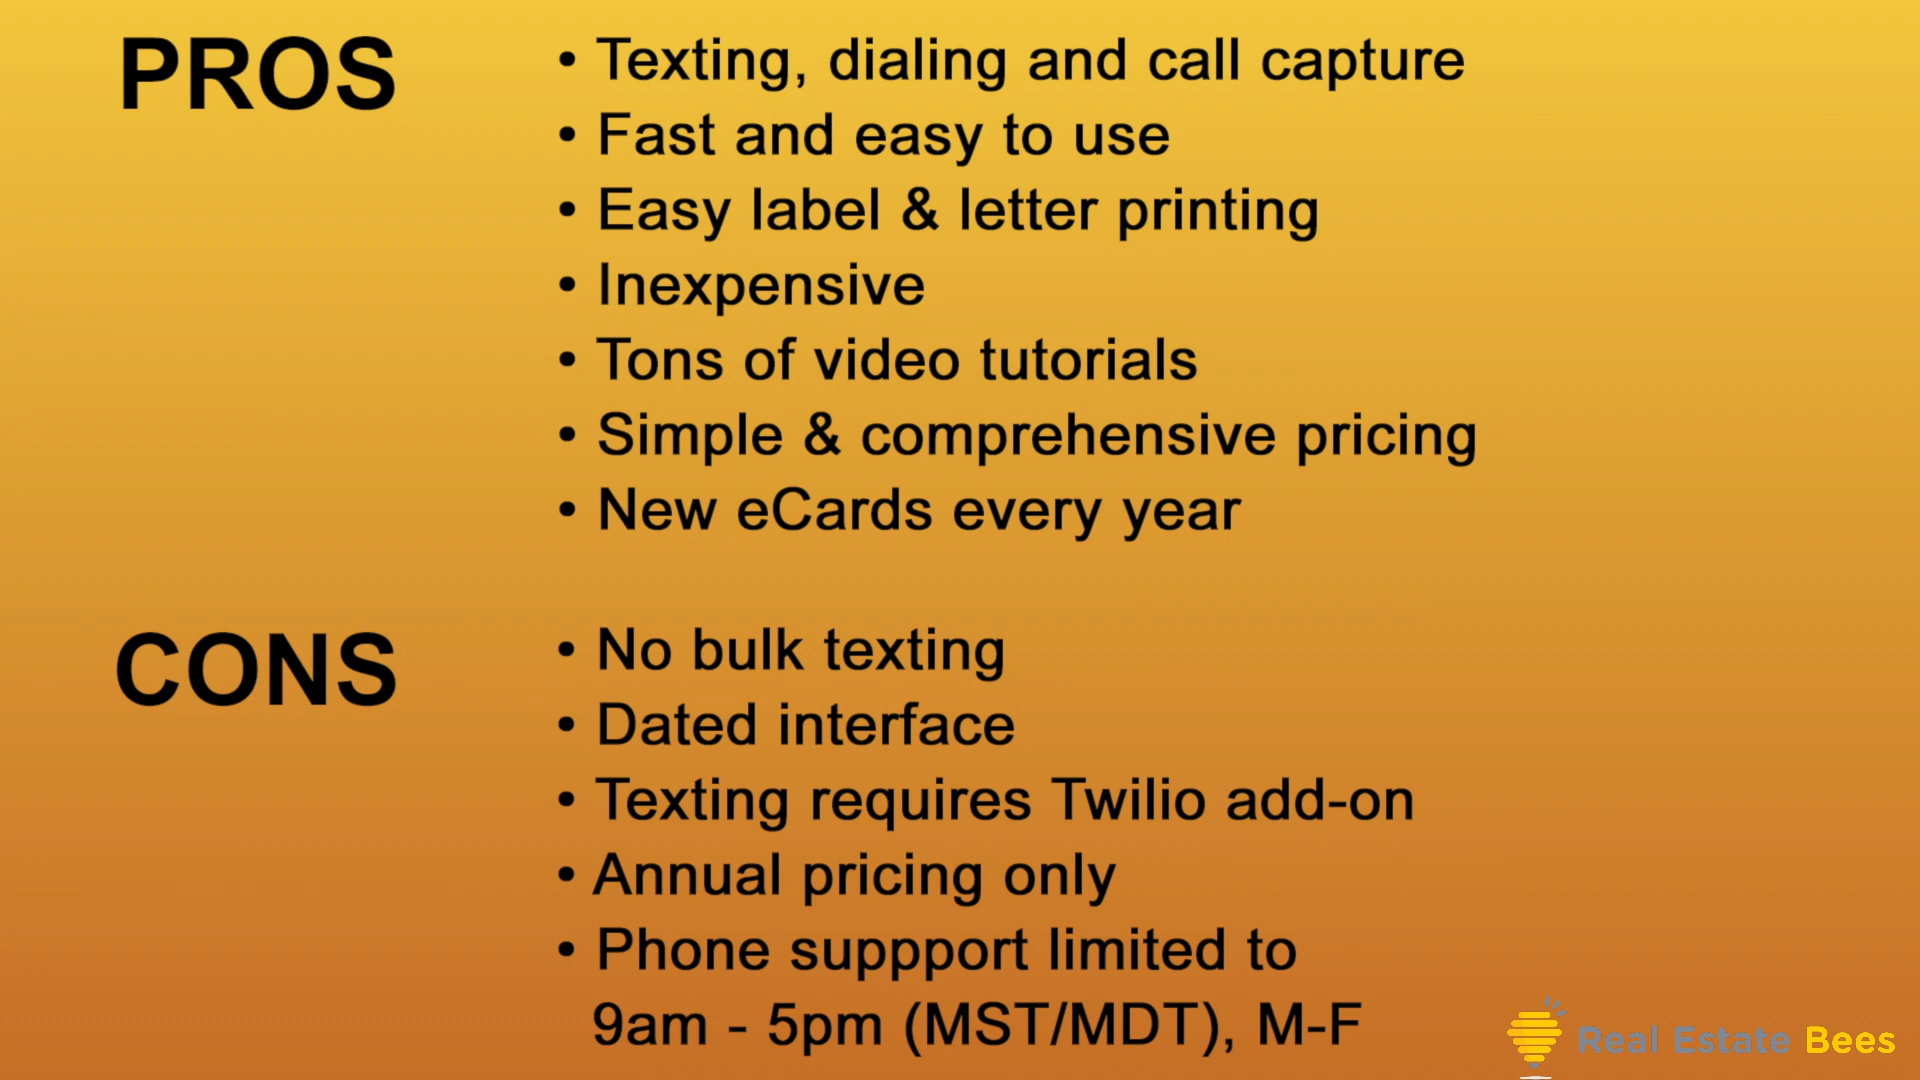 PROS
• Texting, dialing and call capture
• Fast and easy to use
• Easy label & letter printing
• Inexpensive
• Tons of video tutorials
• Simple & comprehensive pricing
• New eCards every year
CONS
• No bulk texting
• Dated interface
• Texting requires Twilio add-on
• Annual pricing only
• Phone suppport limited to
9am - 5pm (MST/MDT), M-F
Real Estate Bees